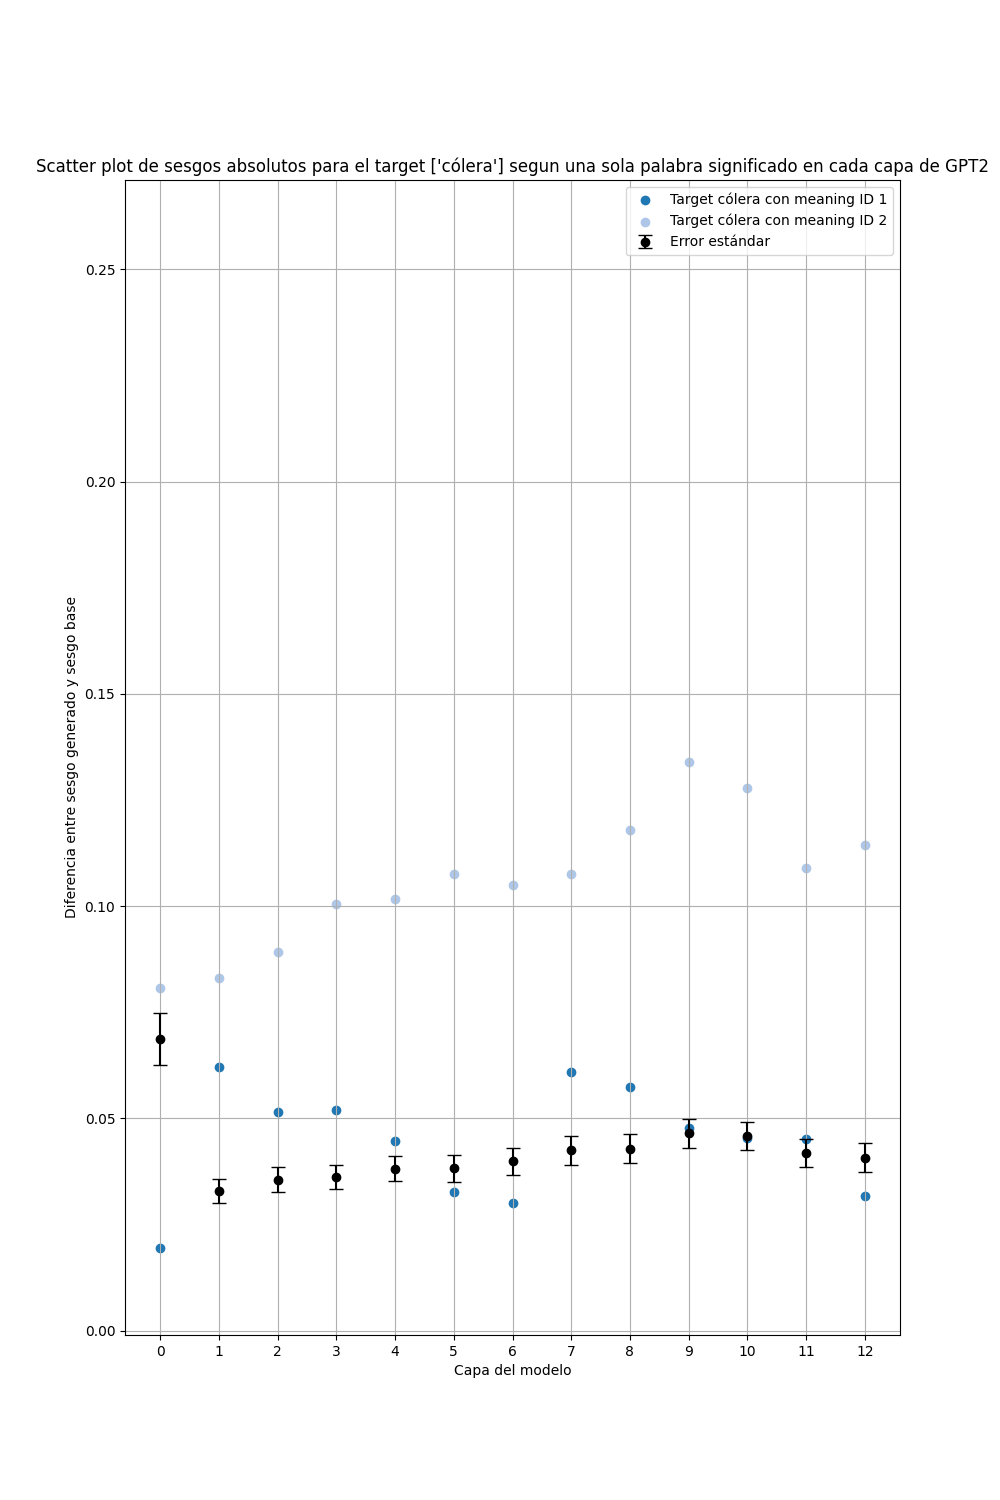 Scatter plot de sesgos absolutos para el target ['cólera'] segun una sola palabra significado en cada capa de GPT2
Target cólera con meaning ID 1
Target cólera con meaning ID 2
Error estándar
Diferencia entre sesgo generado y sesgo base
0.25
0.20
0.15
0.10
0.05
0.00
0 1 2 3 4 5 6 7 8 9 10 11 12
Capa del modelo